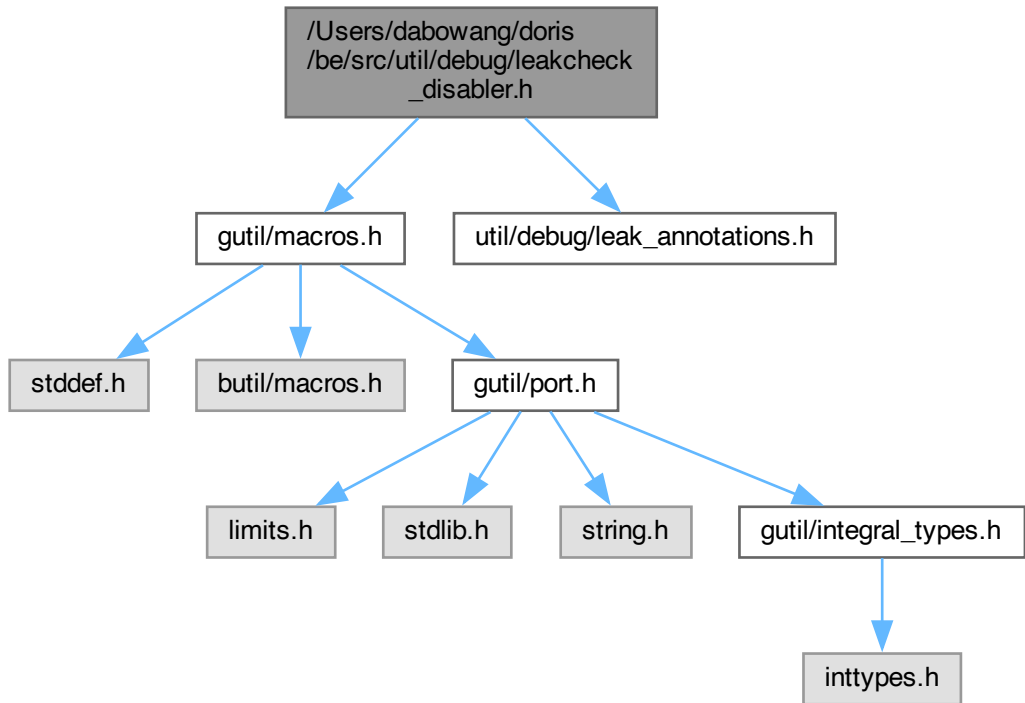 /Users/dabowang/doris
/be/src/util/debug/leakcheck
_disabler.h
gutil/macros.h
util/debug/leak_annotations.h
stddef.h
butil/macros.h
gutil/port.h
limits.h
stdlib.h
string.h
gutil/integral_types.h
inttypes.h